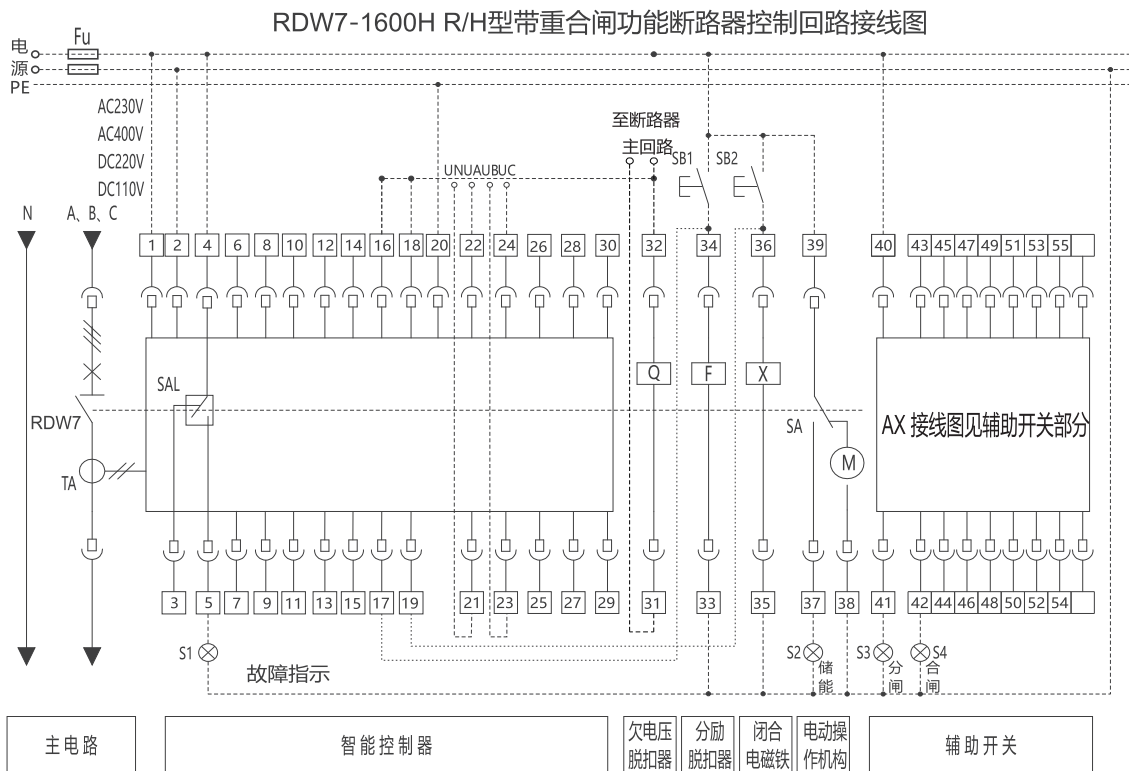 RDW7-1600H R/H型带重合闸功能断路器控制回路接线图
电
源
PE
Fu
AC230V
AC400V
DC220V
DC110V
至断路器
主回路
SB1
SB2
UNUAUBUC
N
A、B、C
1 2 4 6 8 10 12 14 16 18 20 22 24 26 28 30 32 34 36 39 40 43 45 47 49 51 53 55
SAL
Q
F
X
RDW7
SA
AX 接线图见辅助开关部分
M
TA
3 5 7 9 11 13 15 17 19 21 23 25 27 29 31 33 35 37 38 41 42 44 46 48 50 52 54
S1
故障指示
S2
储能
S3
分闸
S4
合闸
主电路
智能控制器
欠电压
脱扣器
分励
脱扣器
闭合
电磁铁
电动操
作机构
辅助开关